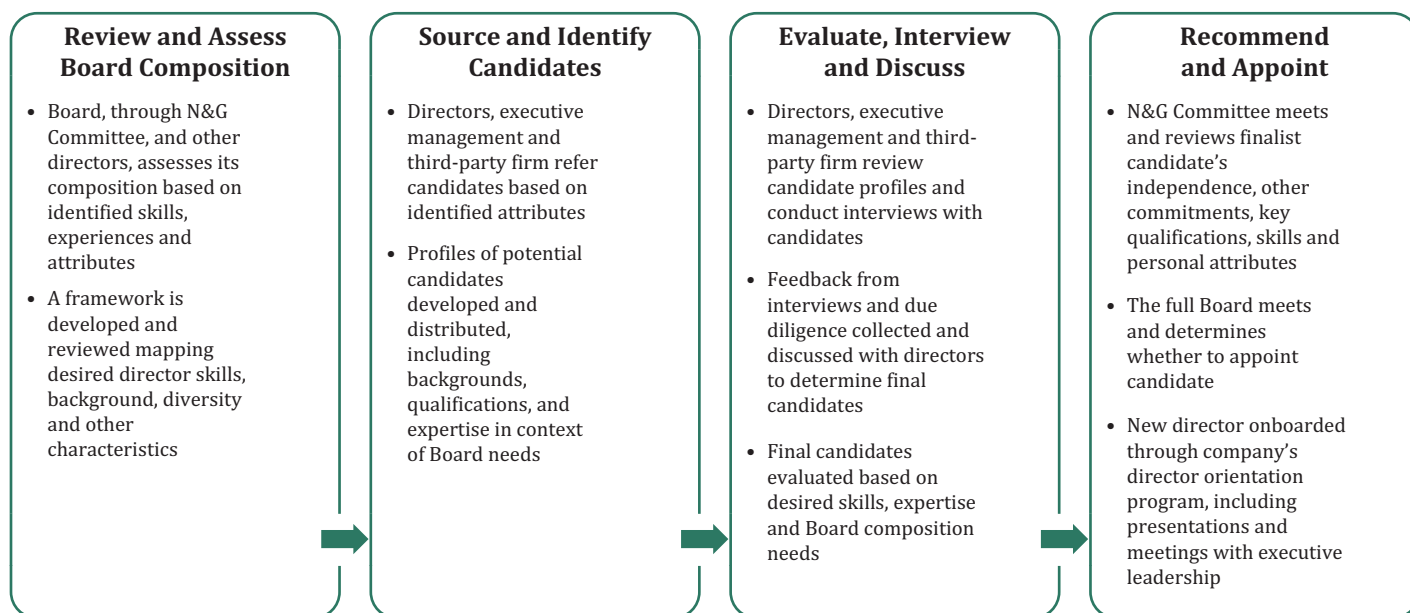 Review and Assess
Board Composition
• Board, through N&G
Committee, and other
directors, assesses its
composition based on
identified skills,
experiences and
attributes
• A framework is
developed and
reviewed mapping
desired director skills,
background, diversity
and other
characteristics
Source and Identify
Candidates
• Directors, executive
management and
third-party firm refer
candidates based on
identified attributes
• Profiles of potential
candidates
developed and
distributed,
including
backgrounds,
qualifications, and
expertise in context
of Board needs
Evaluate, Interview
and Discuss
• Directors, executive
management and third-
party firm review
candidate profiles and
conduct interviews with
candidates
• Feedback from
interviews and due
diligence collected and
discussed with directors
to determine final
candidates
• Final candidates
evaluated based on
desired skills, expertise
and Board composition
needs
Recommend
and Appoint
• N&G Committee meets
and reviews finalist
candidate’s
independence, other
commitments, key
qualifications, skills and
personal attributes
• The full Board meets
and determines
whether to appoint
candidate
• New director onboarded
through company’s
director orientation
program, including
presentations and
meetings with executive
leadership